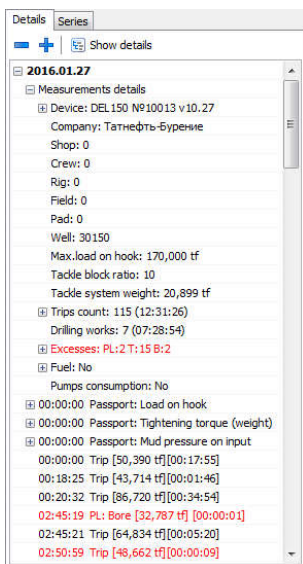 Details Series
Show details
2016.01.27
Measurements details
Device: DEL150 №10013 v10.27
Company: Татнефть-Бурение
Shop: 0
Crew: 0
Rig: 0
Field: 0
Pad: 0
Well: 30150
Max.load on hook: 170,000 tf
Tackle block ratio: 10
Tackle system weight: 20,899 tf
Trips count: 115 (12:31:26)
Drilling works: 7 (07:28:54)
Excesses: PL:2 T:15 B:2
Fuel: No
Pumps consumption: No
00:00:00 Passport: Load on hook
00:00:00 Passport: Tightening torque (weight)
00:00:00 Passport: Mud pressure on input
00:00:00 Trip [50,390 tf][00:17:55]
00:18:25 Trip [43,714 tf][00:01:46]
00:20:32 Trip [86,720 tf][00:34:54]
02:45:19 PL: Bore [32,787 tf] [00:00:01]
02:45:21 Trip [64,834 tf][00:05:20]
02:50:59 Trip [48,662 tf][00:00:09]